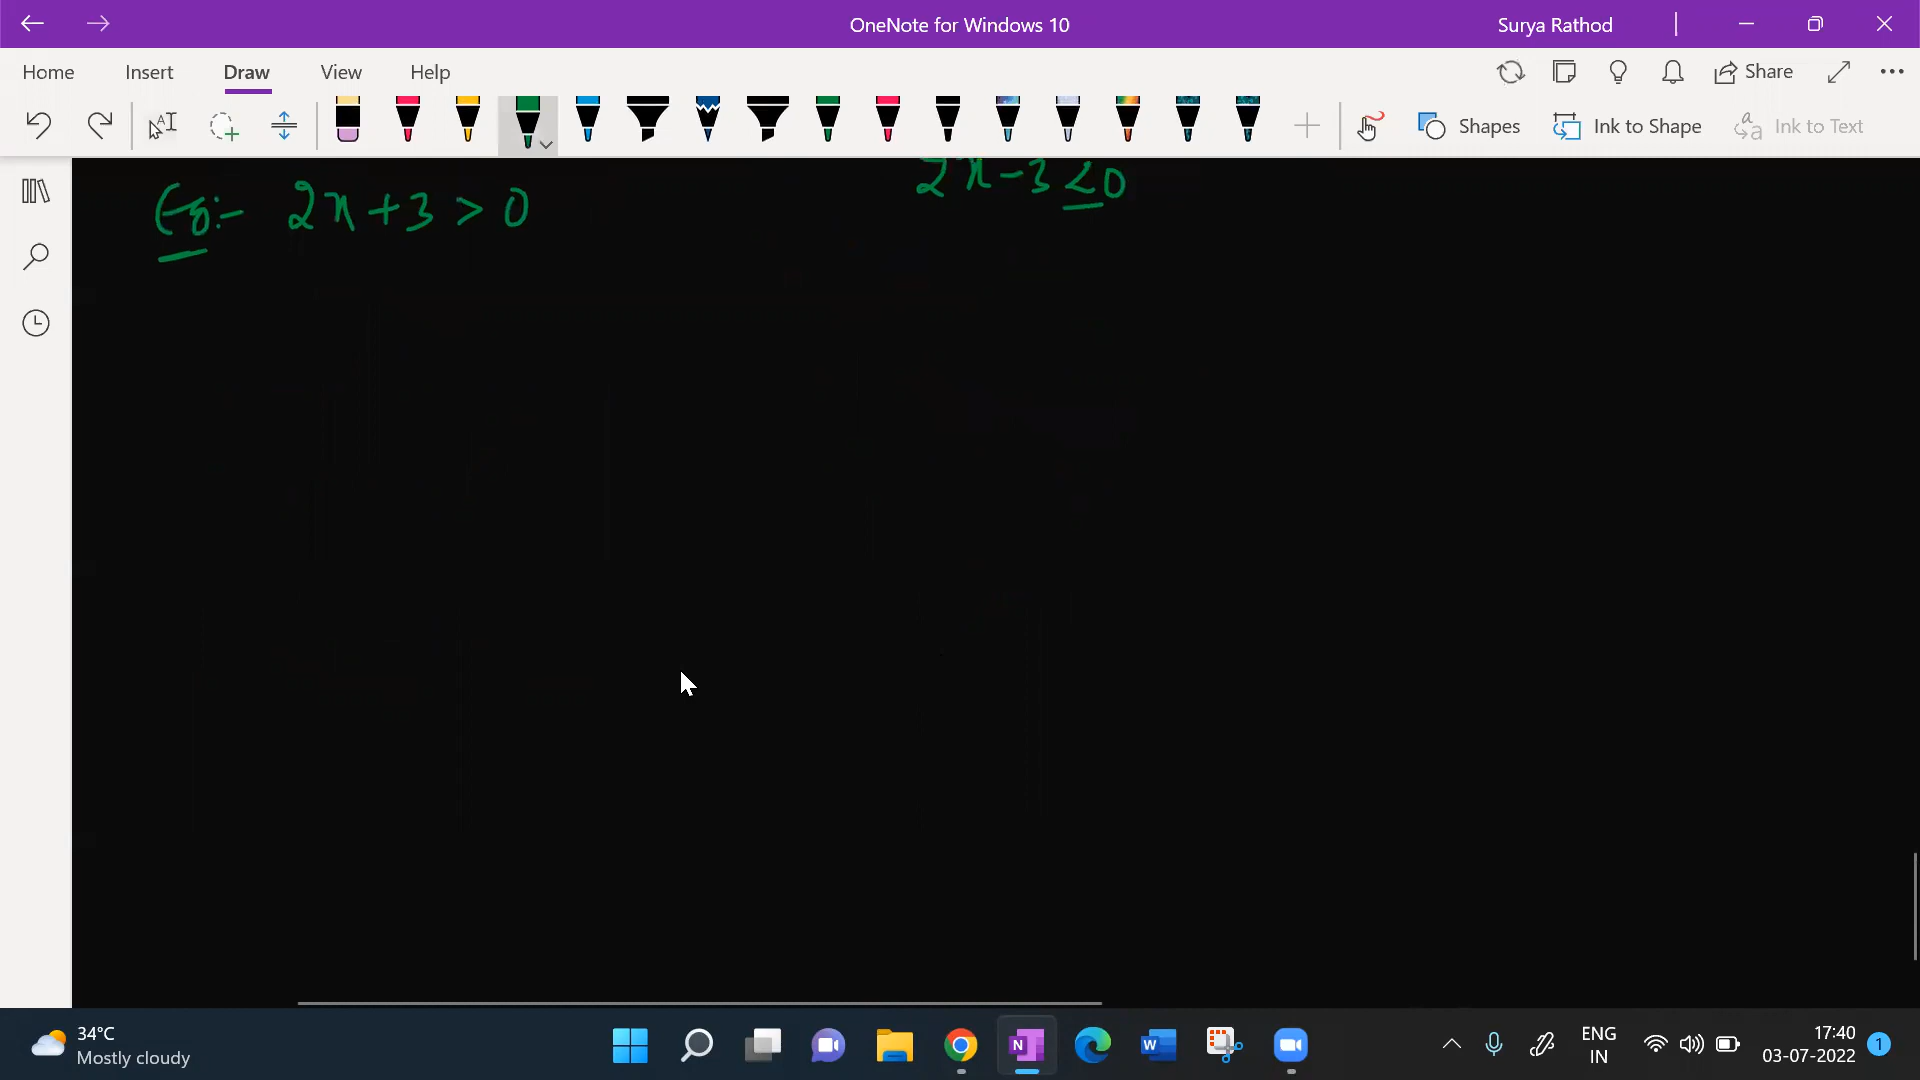 OneNote for Windows 10
Surya Rathod
Home Insert Draw View Help
Share
Shapes Ink to Shape Ink to Text
2x-3≤0
Eg:- 2x+3>0
34°C
Mostly cloudy
ENG
IN
17:40
03-07-2022
1